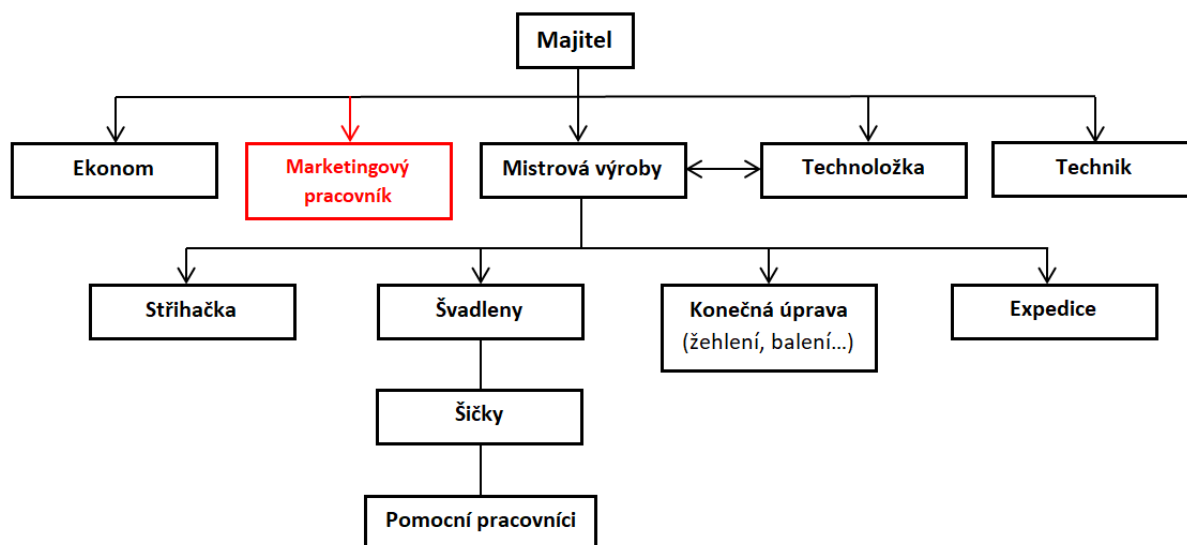 Majitel
Ekonom
Marketingový
pracovník
Mistrová výroby
Technoložka
Technik
Střihačka
Švadleny
Konečná úprava
(žehlení, balení...)
Expedice
Šičky
Pomocní pracovníci